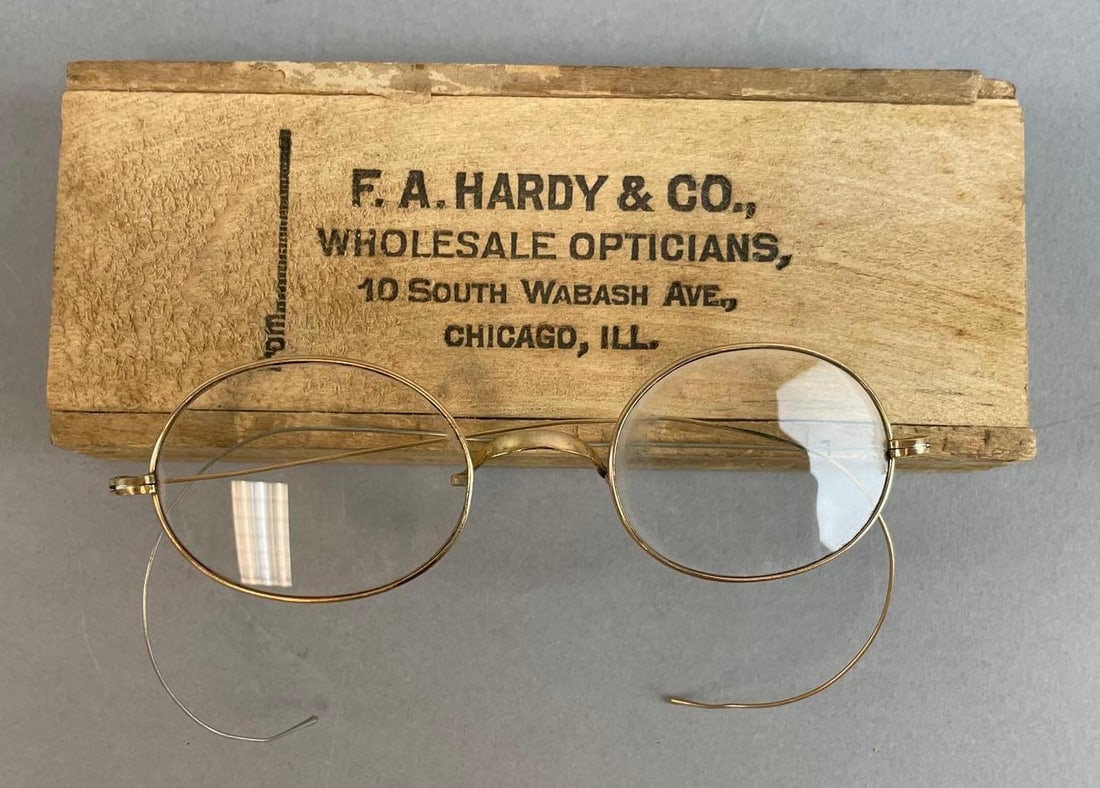 F. A. HARDY & CO.,
WHOLESALE OPTICIANS,
10 SOUTH WABASH AVE.,
CHICAGO, ILL.